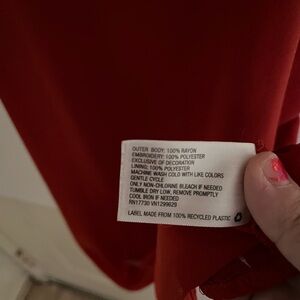 OUTER BODY: 100% RAYON
EMBROIDERY: 100% POLYESTER
EXCLUSIVE OF DECORATION
LINING: 100% POLYESTER
MACHINE WASH COLD WITH LIKE COLORS
GENTLE CYCLE
ONLY NON-CHLORINE BLEACH IF NEEDED
TUMBLE DRY LOW, REMOVE PROMPTLY
COOL IRON IF NEEDED
RN17730 VN1299629
LABEL MADE FROM 100% RECYCLED PLASTIC